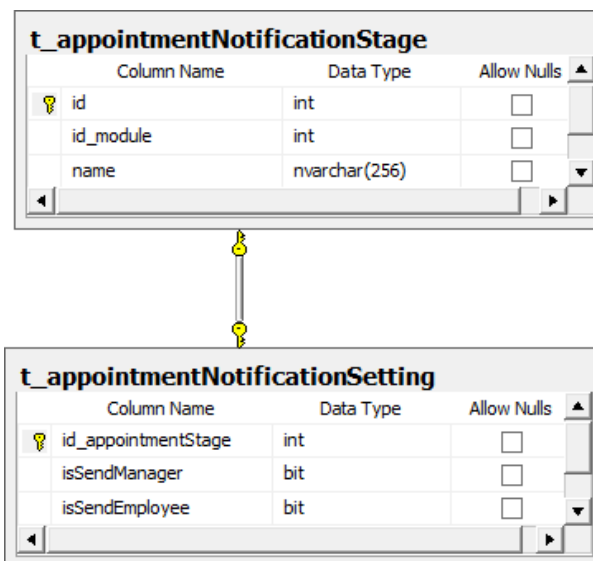 t_appointmentNotificationStage
Column Name Data Type Allow Nulls
id int
id_module int
name nvarchar(256)
t_appointmentNotificationSetting
Column Name Data Type Allow Nulls
id_appointmentStage int
isSendManager bit
isSendEmployee bit